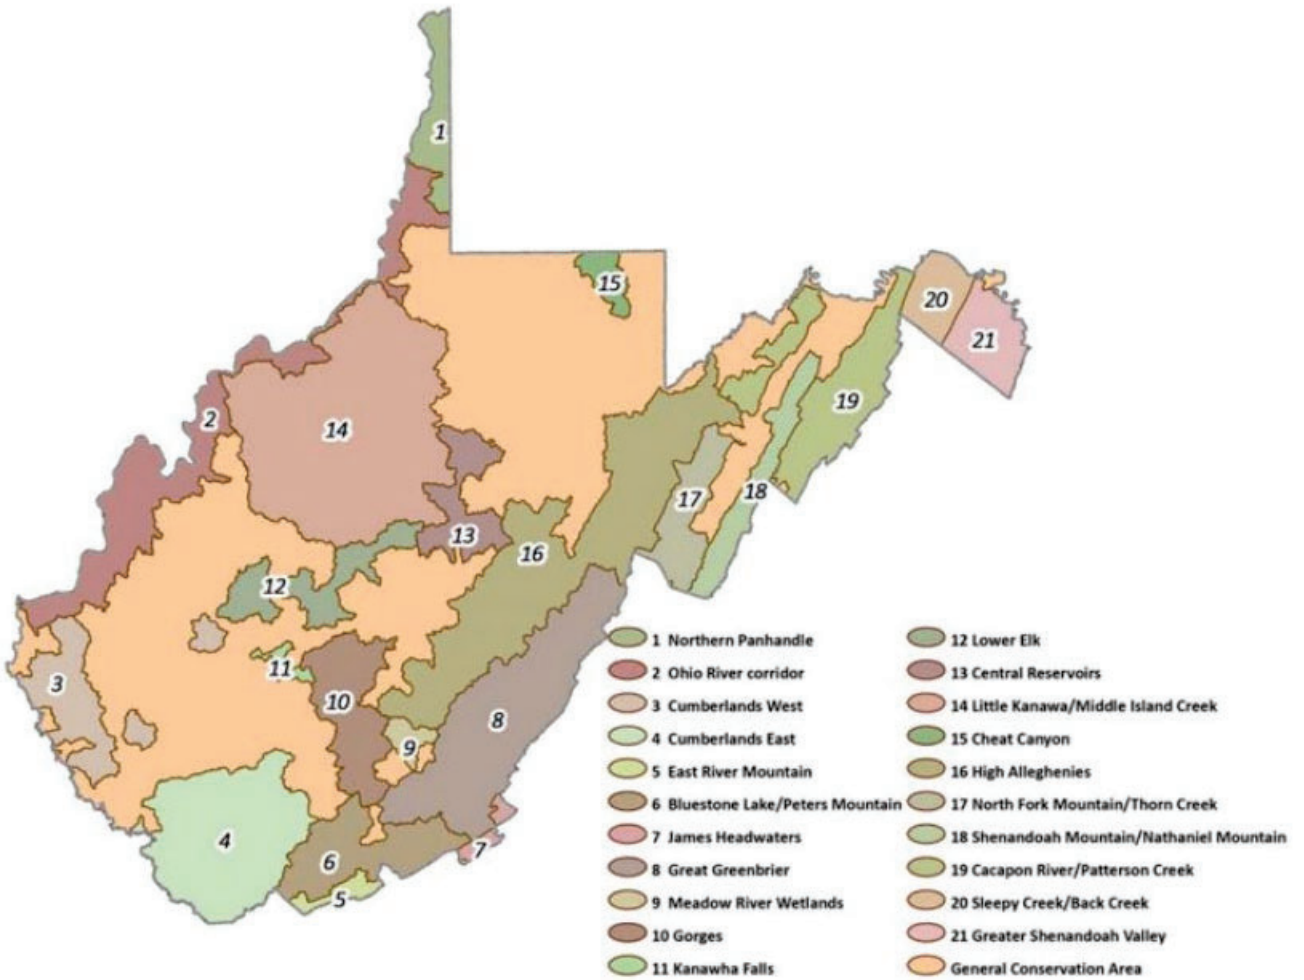 1
15
20
21
2
14
19
17
18
13
16
12
11
3
10
8
9
4
6
7
5
1 Northern Panhandle
2 Ohio River corridor
3 Cumberlands West
4 Cumberlands East
5 East River Mountain
6 Bluestone Lake/Peters Mountain
7 James Headwaters
8 Great Greenbrier
9 Meadow River Wetlands
10 Gorges
11 Kanawha Falls
12 Lower Elk
13 Central Reservoirs
14 Little Kanawa/Middle Island Creek
15 Cheat Canyon
16 High Alleghenies
17 North Fork Mountain/Thorn Creek
18 Shenandoah Mountain/Nathaniel Mountain
19 Cacapon River/Patterson Creek
20 Sleepy Creek/Back Creek
21 Greater Shenandoah Valley
General Conservation Area